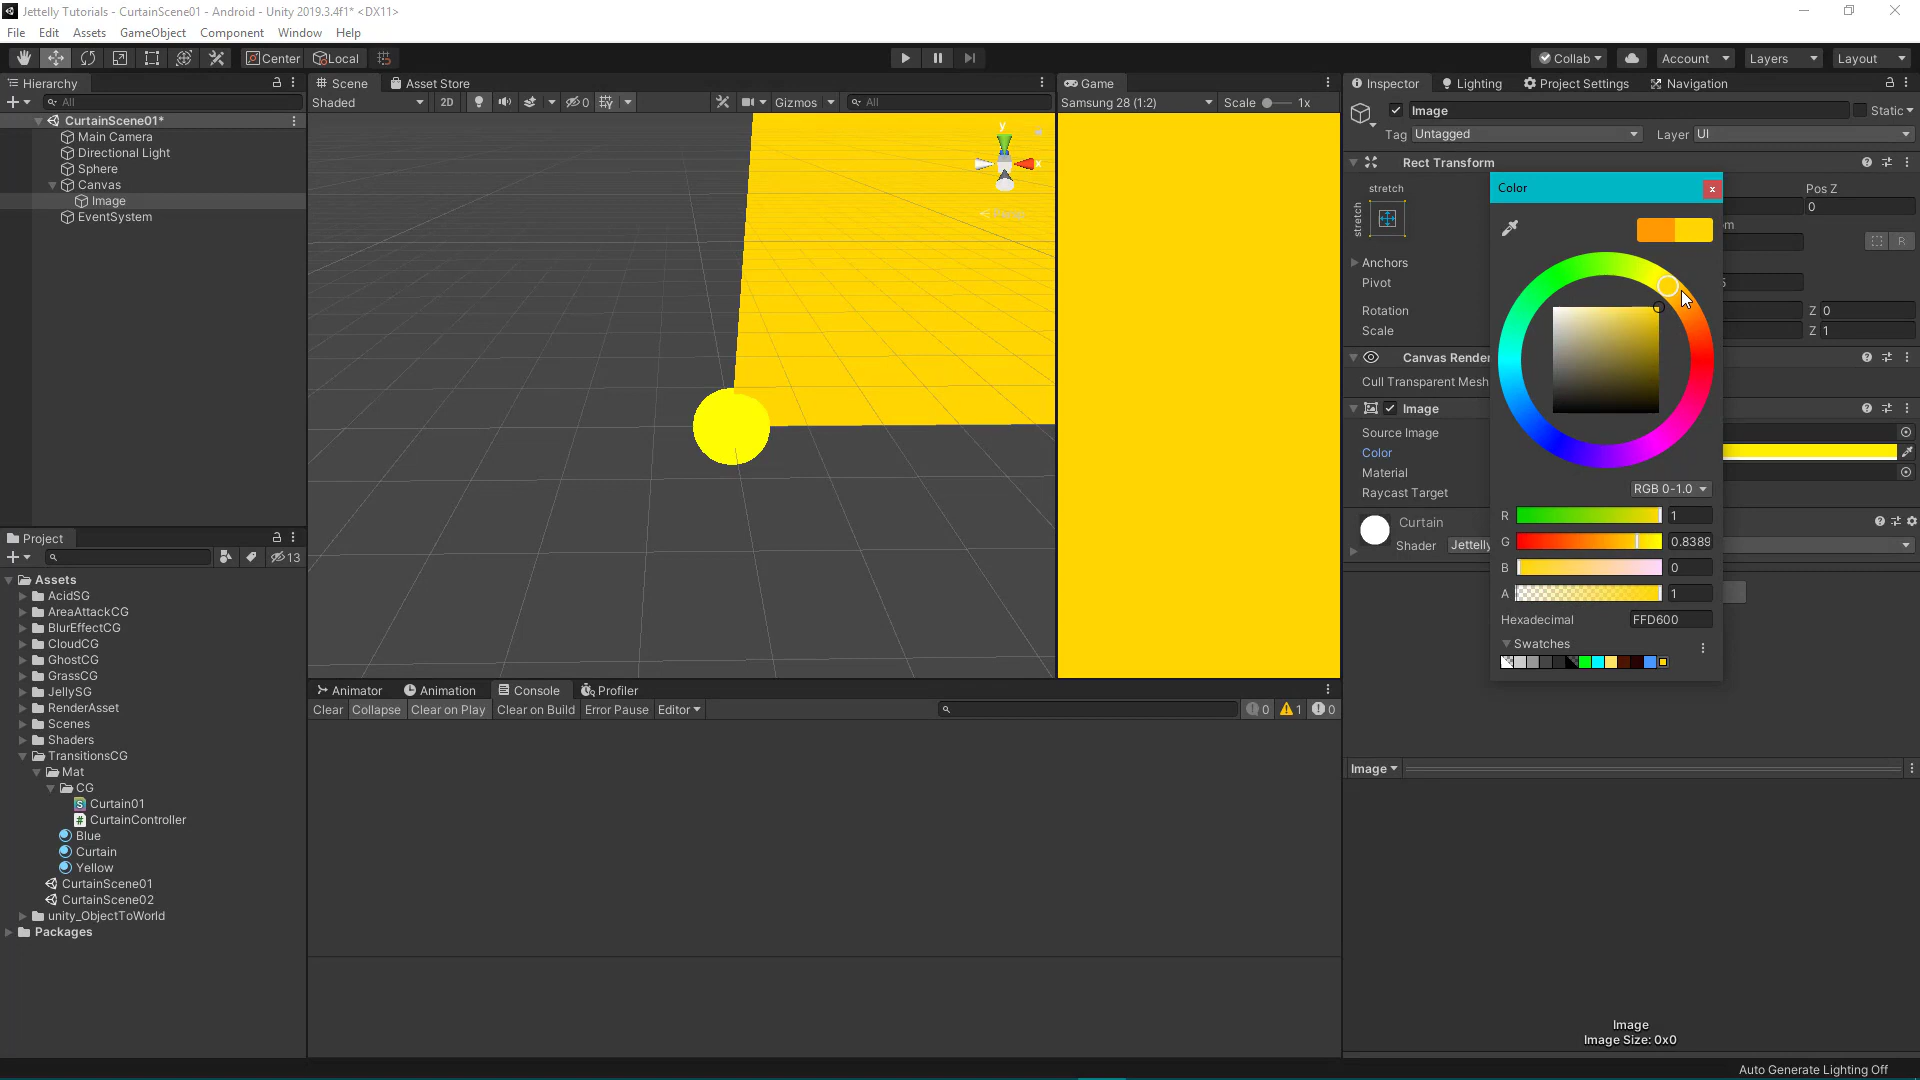 Jettelly Tutorials - CurtainScene01 - Android - Unity 2019.3.4f1* <DX11>
File Edit Assets GameObject Component Jettelly Window Help
Center Local Collab Account Layers Layout
Hierarchy
All
CurtainScene01*
Main Camera
Directional Light
Sphere
Canvas
Image
EventSystem
Scene Asset Store
Shaded 2D 0 Gizmos All
y
x
Persp
Game
Samsung 28 (1:2) Scale 1x
Inspector Lighting Project Settings Navigation
Image Static
Tag Untagged Layer UI
Rect Transform
stretch
stretch
Pos Z
0
R
Anchors
Pivot 5
Rotation Z 0
Scale Z 1
Canvas Render
Cull Transparent Mesh
Image
Source Image
Color
Material
Raycast Target
Curtain
Shader Jettelly
Color
RGB 0-1.0
R 1
G 0.8389
B 0
A 1
Hexadecimal FFD600
Swatches
Project
13
Assets
AcidSG
AreaAttackCG
BlurEffectCG
CloudCG
GhostCG
GrassCG
JellySG
RenderAsset
Scenes
Shaders
TransitionsCG
Mat
CG
Curtain01
CurtainController
Blue
Curtain
Yellow
CurtainScene01
CurtainScene02
unity_ObjectToWorld
Packages
Animator Animation Console Profiler
Clear Collapse Clear on Play Clear on Build Error Pause Editor 0 1 0
Image
Image
Image Size: 0x0
Auto Generate Lighting Off